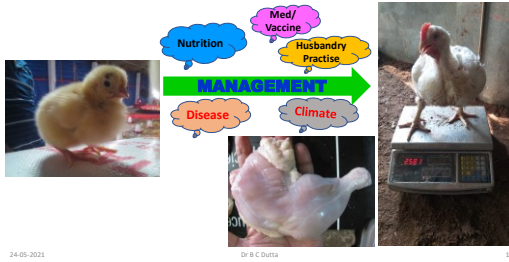 Med/
Vaccine
Nutrition
Husbandry
Practise
MANAGEMENT
Disease
Climate
24-05-2021
Dr B C Dutta
1